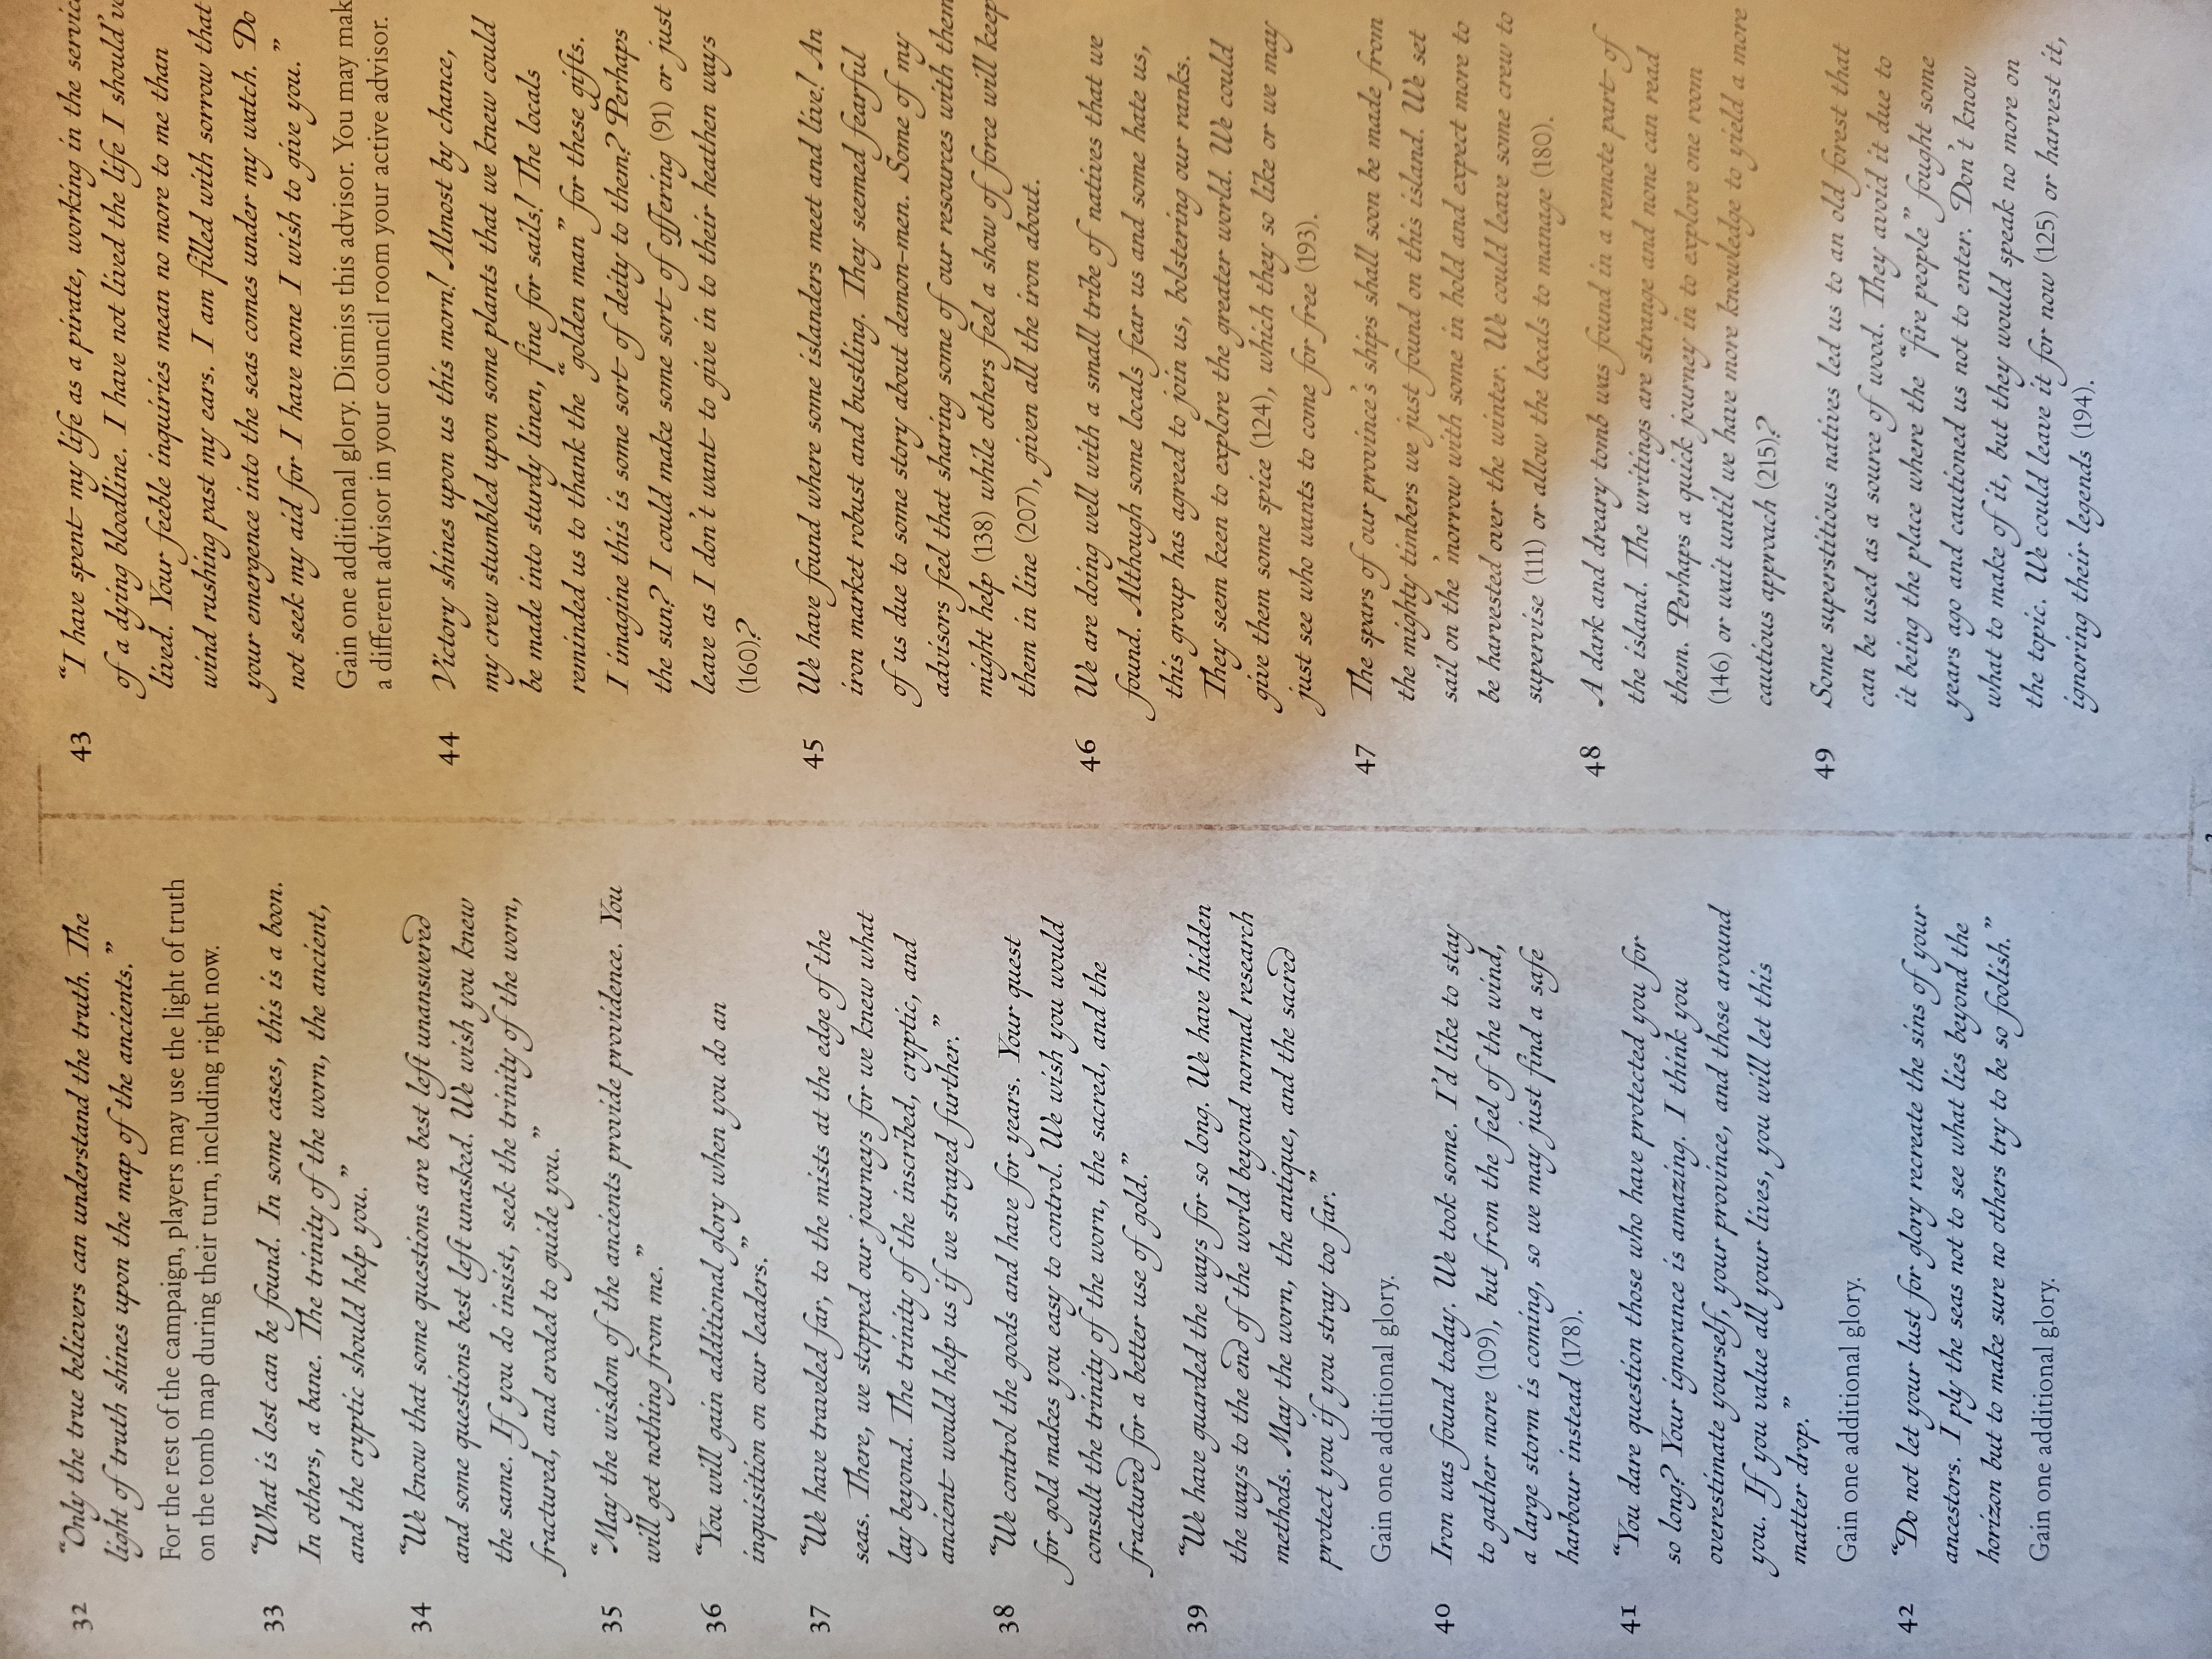 32 “Only the true believers can understand the truth. The
light of truth shines upon the map of the ancients.”
For the rest of the campaign, players may use the light of truth
on the tomb map during their turn, including right now.
33 “What is lost can be found. In some cases, this is a boon.
In others, a bane. The trinity of the worn, the ancient,
and the cryptic should help you.”
34 “We know that some questions are best left unanswered
and some questions best left unasked. We wish you knew
the same. If you do insist, seek the trinity of the worn,
fractured, and eroded to guide you.”
35 “May the wisdom of the ancients provide providence. You
will get nothing from me.”
36 “You will gain additional glory when you do an
inquisition on our leaders.”
37 “We have traveled far, to the mists at the edge of the
seas. There, we stopped our journeys for we knew what
lay beyond. The trinity of the inscribed, cryptic, and
ancient would help us if we strayed further.”
38 “We control the goods and have for years. Your quest
for gold makes you easy to control. We wish you would
consult the trinity of the worn, the sacred, and the
fractured for a better use of gold.”
39 “We have guarded the ways for so long. We have hidden
the ways to the end of the world beyond normal research
methods. May the worn, the antique, and the sacred
protect you if you stray too far.”
Gain one additional glory.
40 Iron was found today. We took some. I’d like to stay
to gather more (109), but from the feel of the wind,
a large storm is coming, so we may just find a safe
harbour instead (178).
41 “You dare question those who have protected you for
so long? Your ignorance is amazing. I think you
overestimate yourself, your province, and those around
you. If you value all your lives, you will let this
matter drop.”
Gain one additional glory.
42 “Do not let your lust for glory recreate the sins of your
ancestors. I ply the seas not to see what lies beyond the
horizon but to make sure no others try to be so foolish.”
Gain one additional glory.
43 “I have spent my life as a pirate, working in the servic
of a dying bloodline. I have not lived the life I should’v
lived. Your feeble inquiries mean no more to me than
wind rushing past my ears. I am filled with sorrow that
your emergence into the seas comes under my watch. Do
not seek my aid for I have none I wish to give you.”
Gain one additional glory. Dismiss this advisor. You may mak
a different advisor in your council room your active advisor.
44 Victory shines upon us this morn! Almost by chance,
my crew stumbled upon some plants that we knew could
be made into sturdy linen, fine for sails! The locals
reminded us to thank the “golden man” for these gifts.
I imagine this is some sort of deity to them? Perhaps
the sun? I could make some sort of offering (91) or just
leave as I don’t want to give in to their heathen ways
(160)?
45 We have found where some islanders meet and live! An
iron market robust and bustling. They seemed fearful
of us due to some story about demon-men. Some of my
advisors feel that sharing some of our resources with them
might help (138) while others feel a show of force will keep
them in line (207), given all the iron about.
46 We are doing well with a small tribe of natives that we
found. Although some locals fear us and some hate us,
this group has agreed to join us, bolstering our ranks.
They seem keen to explore the greater world. We could
give them some spice (124), which they so like or we may
just see who wants to come for free (193).
47 The spars of our province’s ships shall soon be made from
the mighty timbers we just found on this island. We set
sail on the ’morrow with some in hold and expect more to
be harvested over the winter. We could leave some crew to
supervise (111) or allow the locals to manage (180).
48 A dark and dreary tomb was found in a remote part of
the island. The writings are strange and none can read
them. Perhaps a quick journey in to explore one room
(146) or wait until we have more knowledge to yield a more
cautious approach (215)?
49 Some superstitious natives led us to an old forest that
can be used as a source of wood. They avoid it due to
it being the place where the “fire people” fought some
years ago and cautioned us not to enter. Don’t know
what to make of it, but they would speak no more on
the topic. We could leave it for now (125) or harvest it,
ignoring their legends (194).